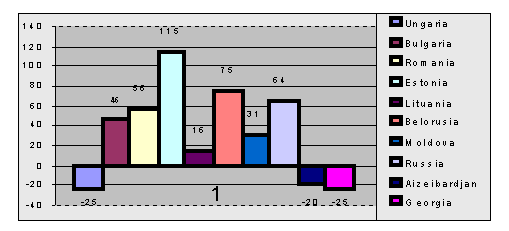 140
120
100
80
60
40
20
0
-20
-40
-25
46
56
115
16
75
31
64
-20
-25
1
Ungaria
Bulgaria
Romania
Estonia
Lituania
Belorusia
Moldova
Russia
Aizeibardjan
Georgia